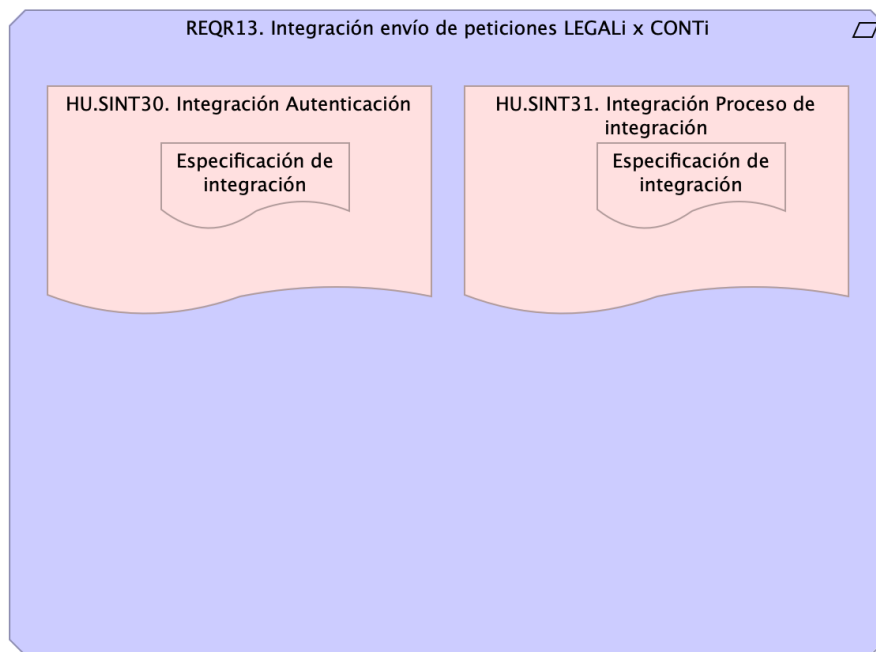 REQR13. Integración envío de peticiones LEGALi x CONTi
HU.SINT30. Integración Autenticación
Especificación de
integración
HU.SINT31. Integración Proceso de
integración
Especificación de
integración